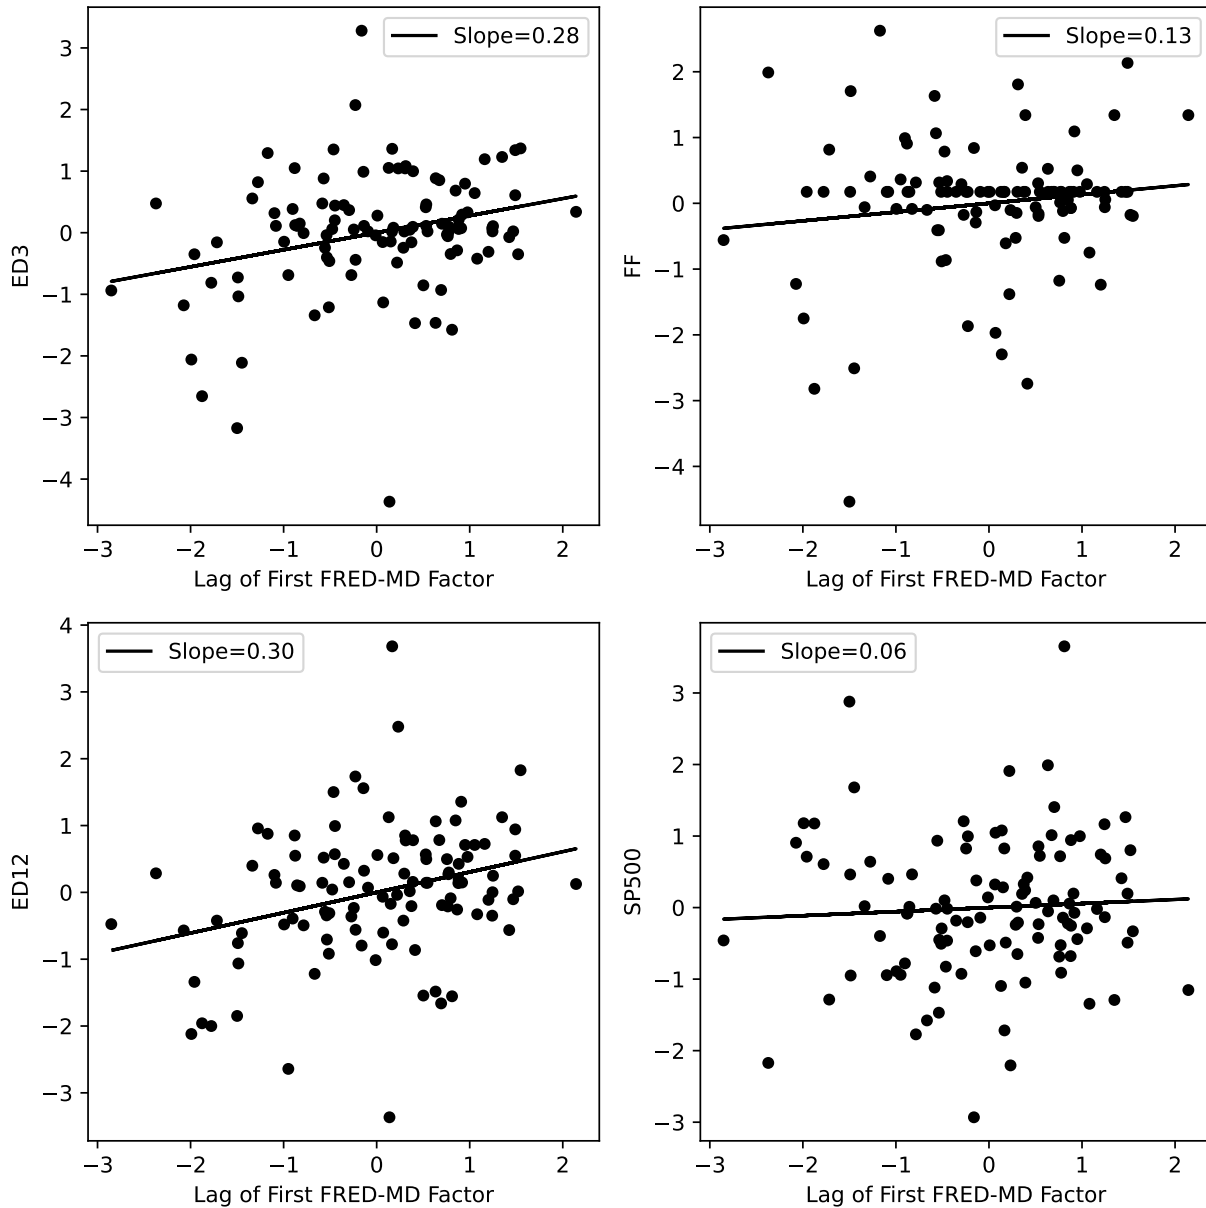 Slope=0.28
3
2
1
0
−1
−2
−3
−4
ED3
−3 −2 −1 0 1 2
Lag of First FRED-MD Factor
Slope=0.13
2
1
0
−1
−2
−3
−4
FF
−3 −2 −1 0 1 2
Lag of First FRED-MD Factor
Slope=0.30
4
3
2
1
0
−1
−2
−3
ED12
−3 −2 −1 0 1 2
Lag of First FRED-MD Factor
Slope=0.06
3
2
1
0
−1
−2
−3
SP500
−3 −2 −1 0 1 2
Lag of First FRED-MD Factor